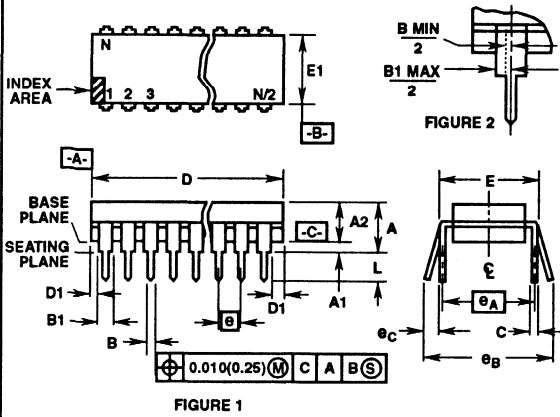 N
INDEX
AREA
1 2 3 N/2
E1
-B-
B MIN
2
B1 MAX
2
FIGURE 2
-A-
D
E
BASE
PLANE
A2
A
-C-
SEATING
PLANE
L
℄
D1
e
D1
A1
eA
B1
eC
C
B
eB
⌖ 0.010(0.25) Ⓜ C A B Ⓢ
FIGURE 1